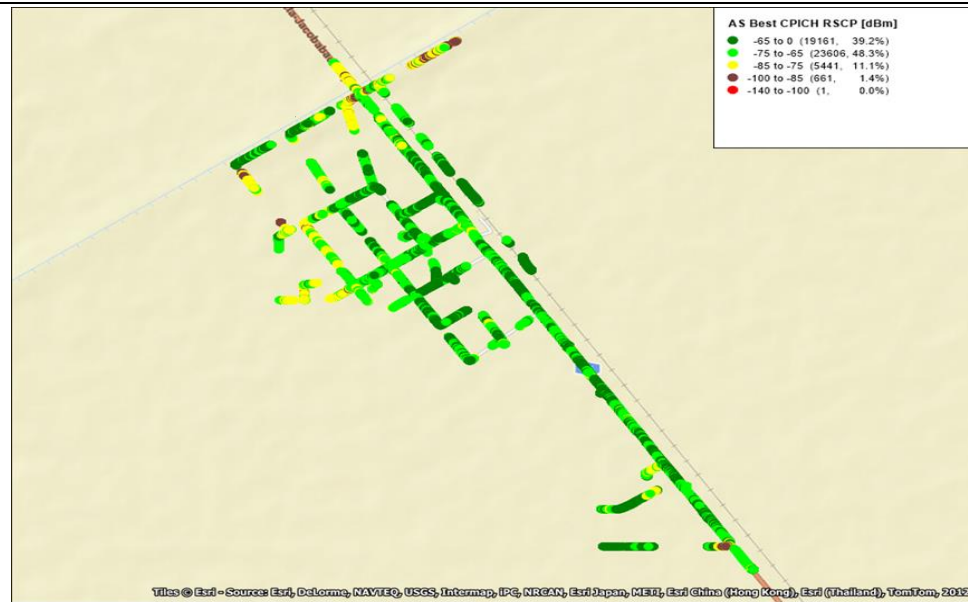 ta-Jacobaba
AS Best CPICH RSCP [dBm]
-65 to 0 (19161, 39.2%)
-75 to -65 (23606, 48.3%)
-85 to -75 (5441, 11.1%)
-100 to -85 (661, 1.4%)
-140 to -100 (1, 0.0%)
Tiles © Esri - Source: Esri, DeLorme, NAVTEQ, USGS, Intermap, iPC, NRCAN, Esri Japan, METI, Esri China (Hong Kong), Esri (Thailand), TomTom, 2012